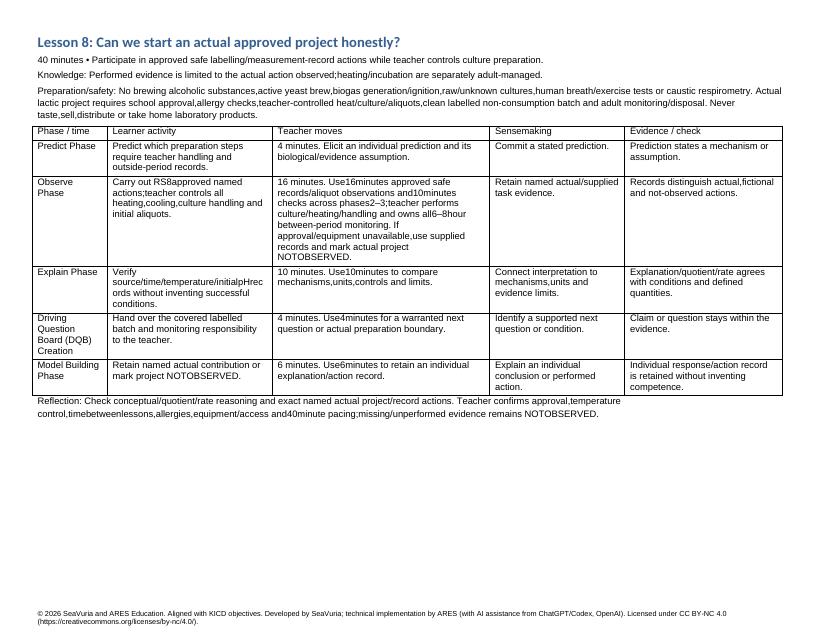 Lesson 8: Can we start an actual approved project honestly?
40 minutes • Participate in approved safe labelling/measurement-record actions while teacher controls culture preparation.
Knowledge: Performed evidence is limited to the actual action observed;heating/incubation are separately adult-managed.
Preparation/safety: No brewing alcoholic substances,active yeast brew,biogas generation/ignition,raw/unknown cultures,human breath/exercise tests or caustic respirometry. Actual
lactic project requires school approval,allergy checks,teacher-controlled heat/culture/aliquots,clean labelled non-consumption batch and adult monitoring/disposal. Never
taste,sell,distribute or take home laboratory products.
Phase / time
Learner activity
Teacher moves
Sensemaking
Evidence / check
Predict Phase
Predict which preparation steps
require teacher handling and
outside-period records.
4 minutes. Elicit an individual prediction and its
biological/evidence assumption.
Commit a stated prediction.
Prediction states a mechanism or
assumption.
Observe
Phase
Carry out RS8approved named
actions;teacher controls all
heating,cooling,culture handling and
initial aliquots.
16 minutes. Use16minutes approved safe
records/aliquot observations and10minutes
checks across phases2–3;teacher performs
culture/heating/handling and owns all6–8hour
between-period monitoring. If
approval/equipment unavailable,use supplied
records and mark actual project
NOTOBSERVED.
Retain named actual/supplied
task evidence.
Records distinguish actual,fictional
and not-observed actions.
Explain Phase
Verify
source/time/temperature/initialpHrec
ords without inventing successful
conditions.
10 minutes. Use10minutes to compare
mechanisms,units,controls and limits.
Connect interpretation to
mechanisms,units and
evidence limits.
Explanation/quotient/rate agrees
with conditions and defined
quantities.
Driving
Question
Board (DQB)
Creation
Hand over the covered labelled
batch and monitoring responsibility
to the teacher.
4 minutes. Use4minutes for a warranted next
question or actual preparation boundary.
Identify a supported next
question or condition.
Claim or question stays within the
evidence.
Model Building
Phase
Retain named actual contribution or
mark project NOTOBSERVED.
6 minutes. Use6minutes to retain an individual
explanation/action record.
Explain an individual
conclusion or performed
action.
Individual response/action record
is retained without inventing
competence.
Reflection: Check conceptual/quotient/rate reasoning and exact named actual project/record actions. Teacher confirms approval,temperature
control,timebetweenlessons,allergies,equipment/access and40minute pacing;missing/unperformed evidence remains NOTOBSERVED.
© 2026 SeaVuria and ARES Education. Aligned with KICD objectives. Developed by SeaVuria; technical implementation by ARES (with AI assistance from ChatGPT/Codex, OpenAI). Licensed under CC BY-NC 4.0
(https://creativecommons.org/licenses/by-nc/4.0/).